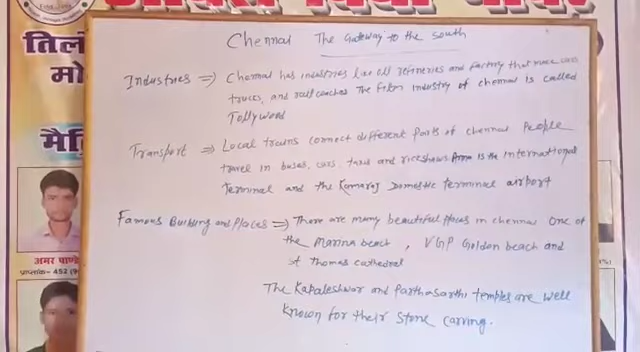 Chennai The Gateway to the south
Industries ⇒ Chennai has industries like oil refineries and factory that make cars
trucks, and rail coaches The film industry of chennai is called
Tollywood
Transport ⇒ Local trains connect different parts of chennai People
travel in buses, cars, taxis and rickshaws Anna is the International
terminal and the Kamaraj Domestic terminal airport
Famous Building and places ⇒ There are many beautiful places in chennai One of
the marina beach , VGP Golden beach and
st thomas cathedral
The Kapaleshwar and Parthasarthi temples are well
known for their stone carving.
तिल
मो
मै
अमर पाण्डे
प्राप्तांक- 452